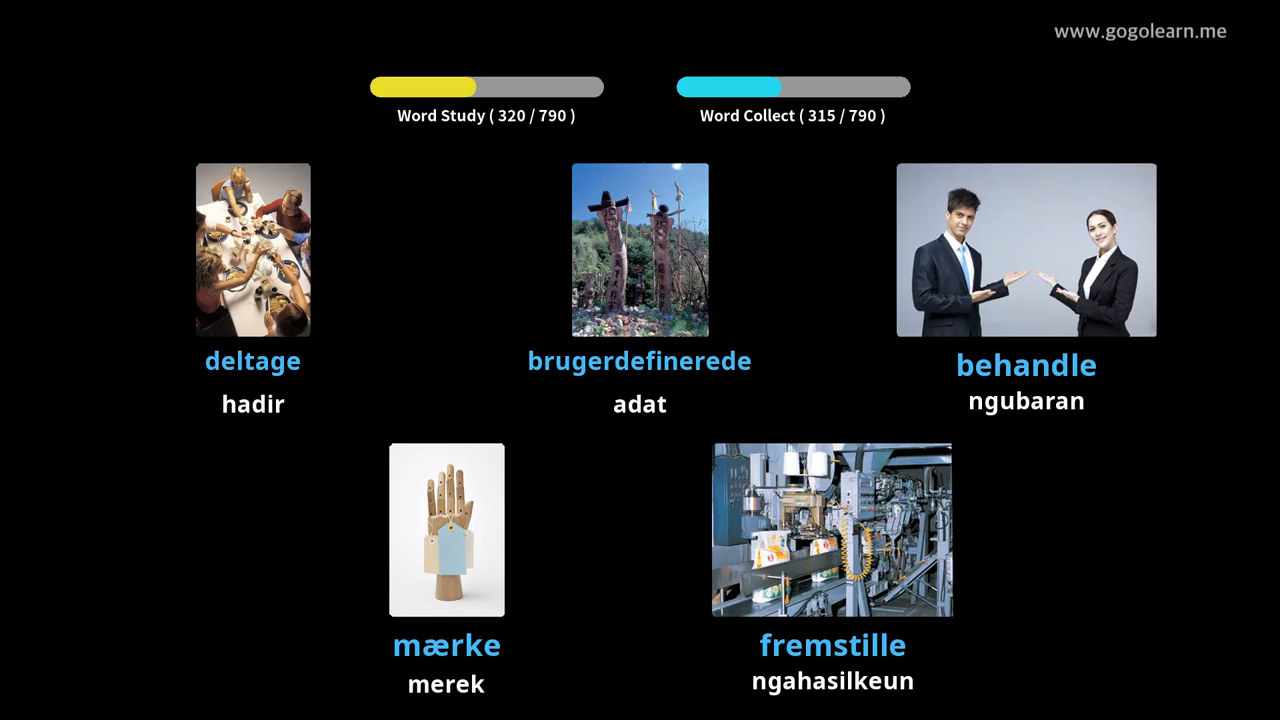 www.gogolearn.me
Word Study ( 320 / 790 )
Word Collect ( 315 / 790 )
deltage
hadir
brugerdefinerede
adat
behandle
ngubaran
mærke
merek
fremstille
ngahasilkeun